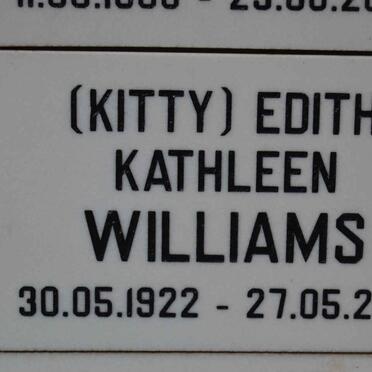 (KITTY) EDITH
KATHLEEN
WILLIAMS
30.05.1922 - 27.05.2